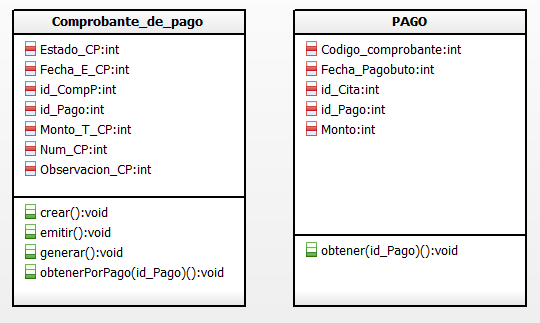 Comprobante_de_pago
Estado_CP:int
Fecha_E_CP:int
id_CompP:int
id_Pago:int
Monto_T_CP:int
Num_CP:int
Observacion_CP:int
crear():void
emitir():void
generar():void
obtenerPorPago(id_Pago)():void
PAGO
Codigo_comprobante:int
Fecha_Pagobuto:int
id_Cita:int
id_Pago:int
Monto:int
obtener(id_Pago)():void